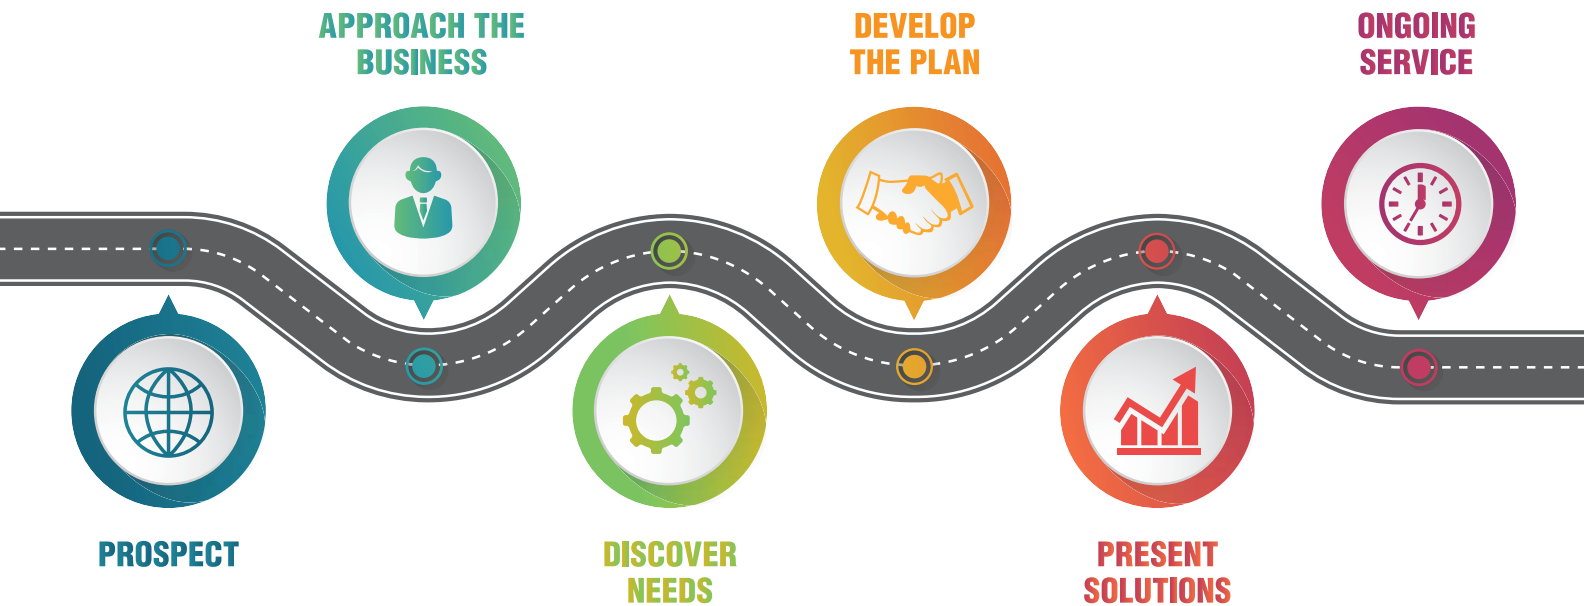 APPROACH THE
BUSINESS
DEVELOP
THE PLAN
ONGOING
SERVICE
PROSPECT
DISCOVER
NEEDS
PRESENT
SOLUTIONS